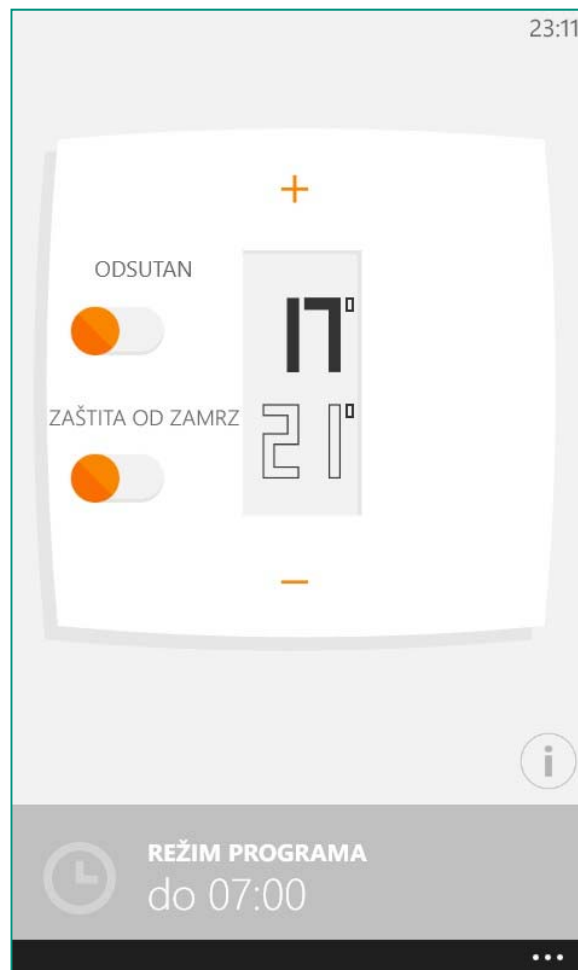 23:11
+
ODSUTAN
17°
ZAŠTITA OD ZAMRZ
21°
−
i
REŽIM PROGRAMA
do 07:00
...